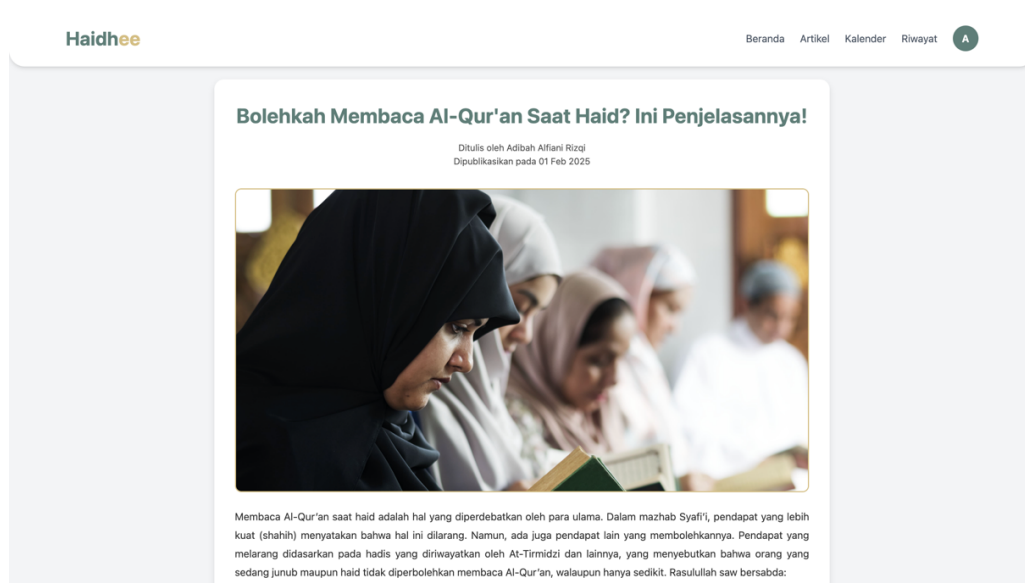 Haidhee
Beranda Artikel Kalender Riwayat A
Bolehkah Membaca Al-Qur'an Saat Haid? Ini Penjelasannya!
Ditulis oleh Adibah Alfiani Rizqi
Dipublikasikan pada 01 Feb 2025
Membaca Al-Qur'an saat haid adalah hal yang diperdebatkan oleh para ulama. Dalam mazhab Syafi'i, pendapat yang lebih
kuat (shahih) menyatakan bahwa hal ini dilarang. Namun, ada juga pendapat lain yang membolehkannya. Pendapat yang
melarang didasarkan pada hadis yang diriwayatkan oleh At-Tirmidzi dan lainnya, yang menyebutkan bahwa orang yang
sedang junub maupun haid tidak diperbolehkan membaca Al-Qur'an, walaupun hanya sedikit. Rasulullah saw bersabda: